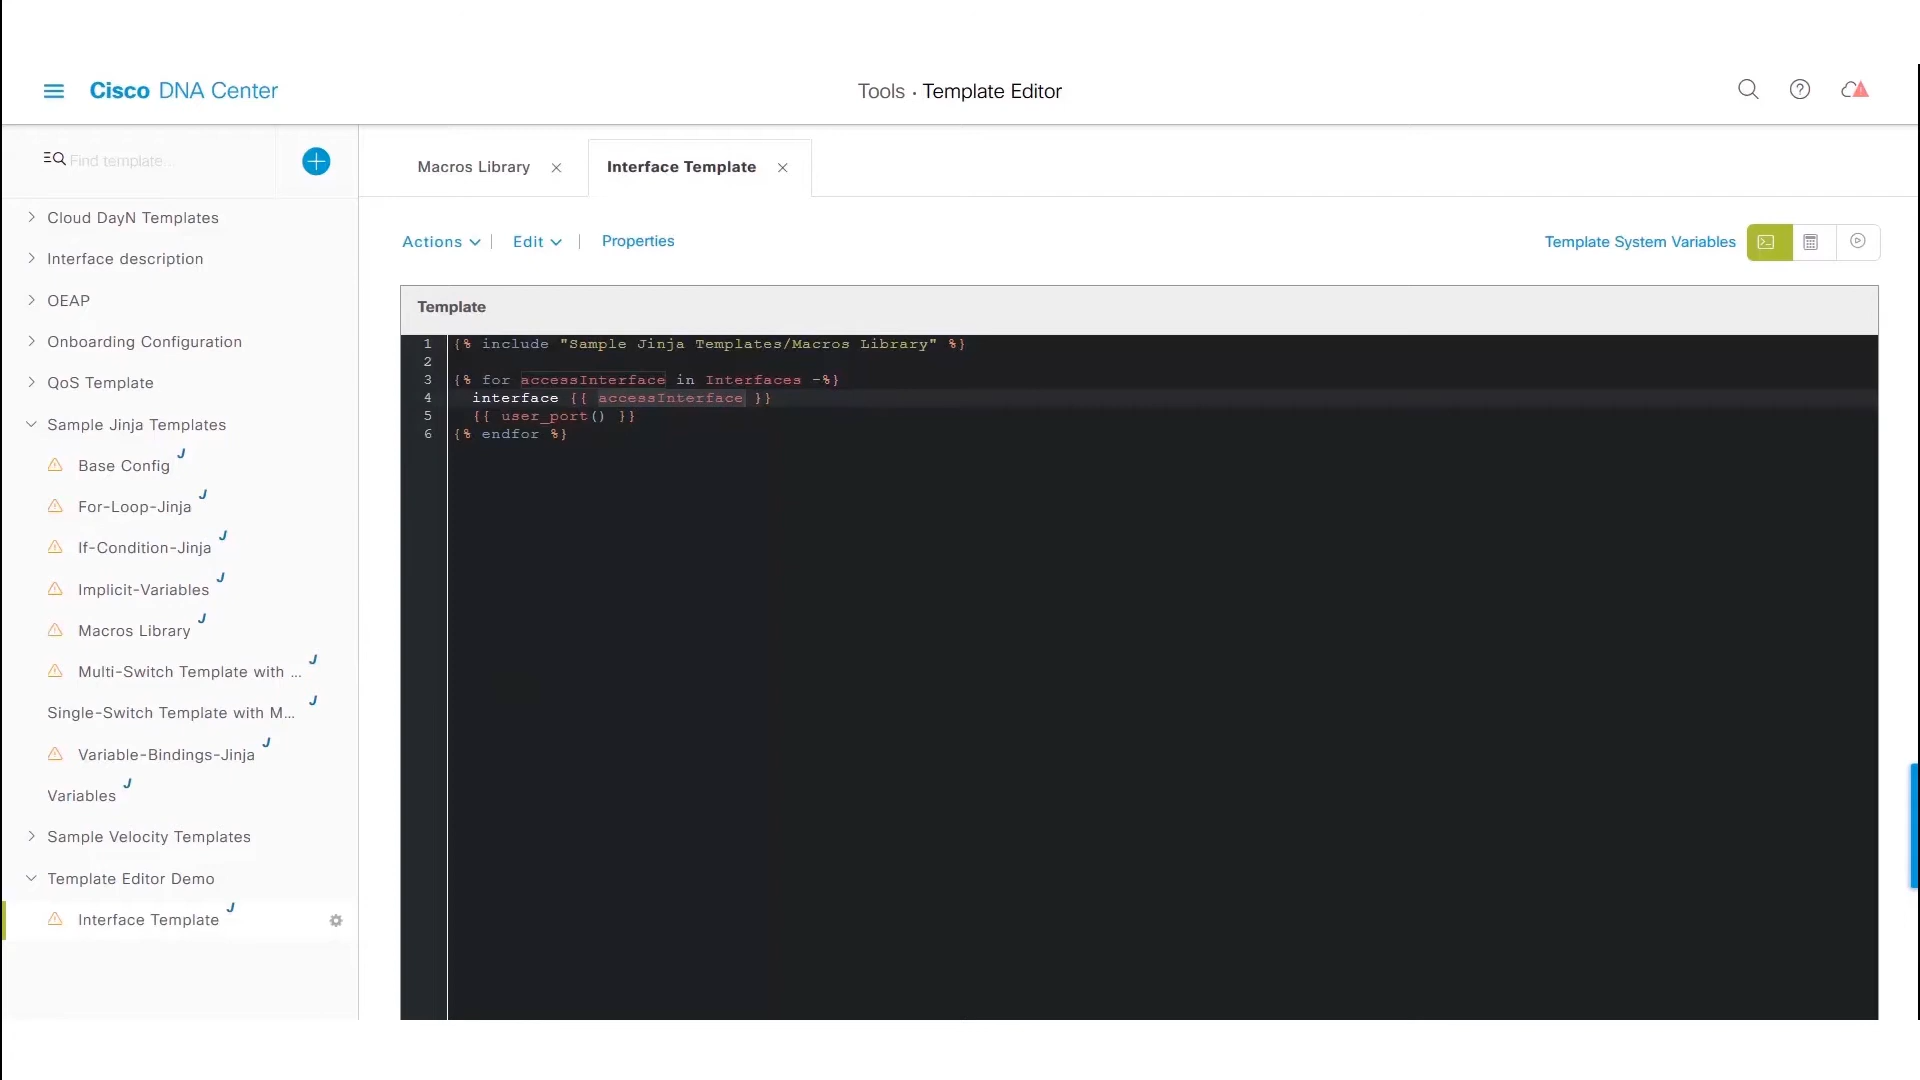 Cisco DNA Center
Tools · Template Editor
Find template...
Macros Library
Interface Template
Cloud DayN Templates
Interface description
OEAP
Onboarding Configuration
QoS Template
Sample Jinja Templates
Base Config J
For-Loop-Jinja J
If-Condition-Jinja J
Implicit-Variables J
Macros Library J
Multi-Switch Template with ... J
Single-Switch Template with M... J
Variable-Bindings-Jinja J
Variables J
Sample Velocity Templates
Template Editor Demo
Interface Template J
Actions | Edit | Properties
Template System Variables
Template
1 {% include "Sample Jinja Templates/Macros Library" %}
2
3 {% for accessInterface in Interfaces -%}
4 interface {{ accessInterface }}
5 {{ user_port() }}
6 {% endfor %}